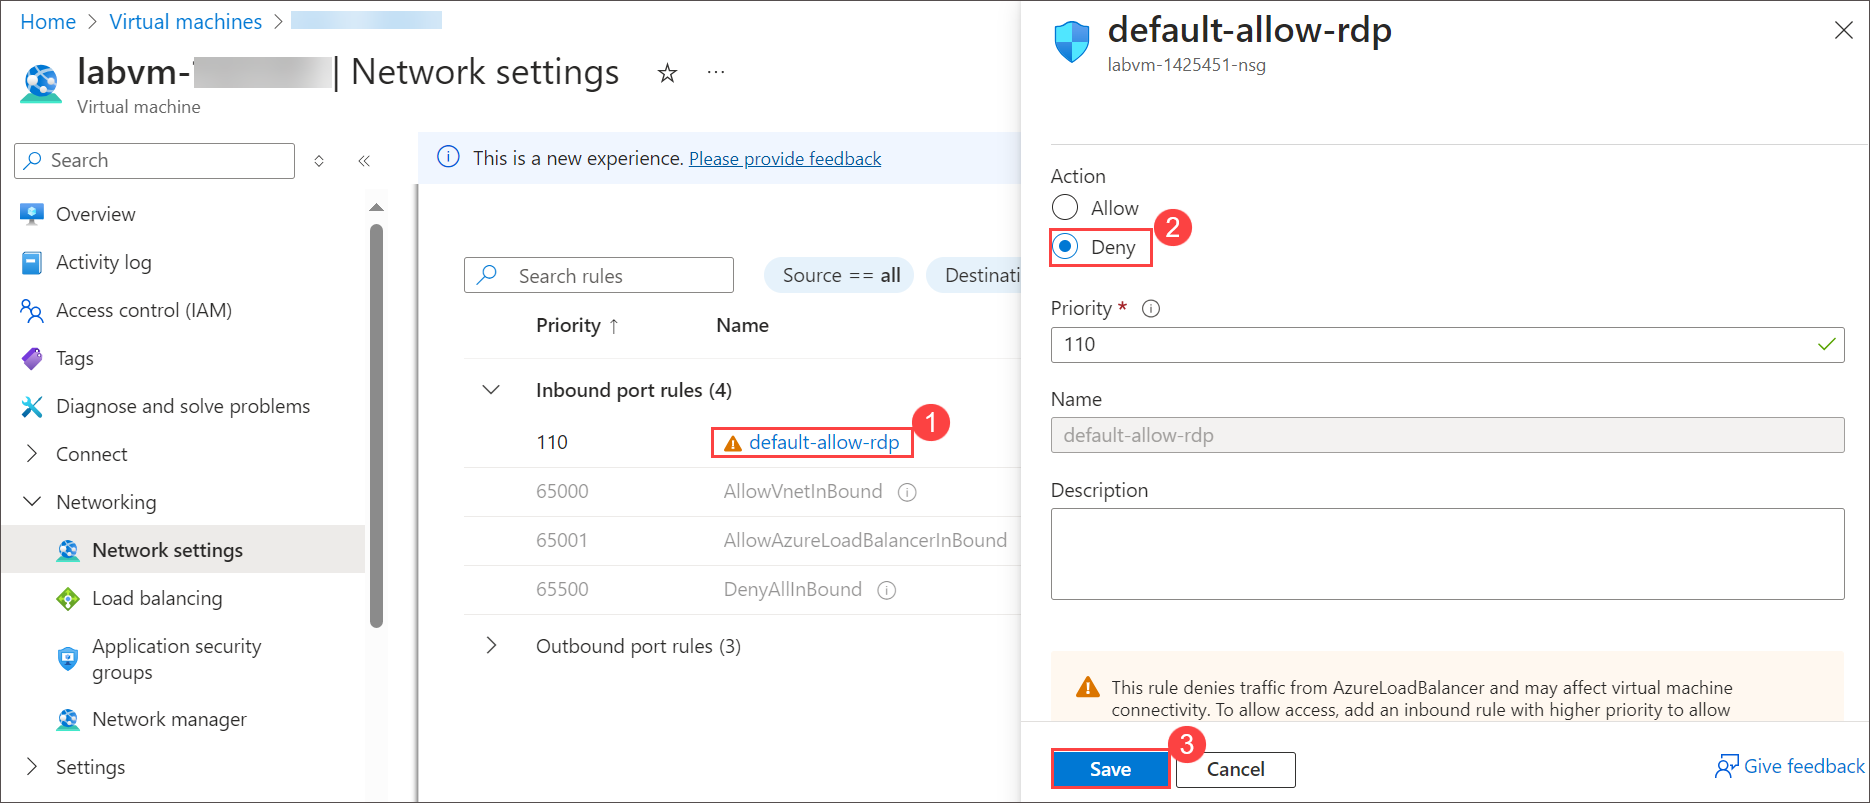 Home > Virtual machines >
labvm- | Network settings
Virtual machine
Search
Overview
Activity log
Access control (IAM)
Tags
Diagnose and solve problems
Connect
Networking
Network settings
Load balancing
Application security
groups
Network manager
Settings
This is a new experience. Please provide feedback
Search rules
Source == all
Destinati
Priority ↑ Name
Inbound port rules (4)
110 default-allow-rdp
1
65000 AllowVnetInBound
65001 AllowAzureLoadBalancerInBound
65500 DenyAllInBound
Outbound port rules (3)
default-allow-rdp
labvm-1425451-nsg
Action
Allow
Deny
2
Priority *
110
Name
default-allow-rdp
Description
This rule denies traffic from AzureLoadBalancer and may affect virtual machine
connectivity. To allow access, add an inbound rule with higher priority to allow
Save
3
Cancel
Give feedback